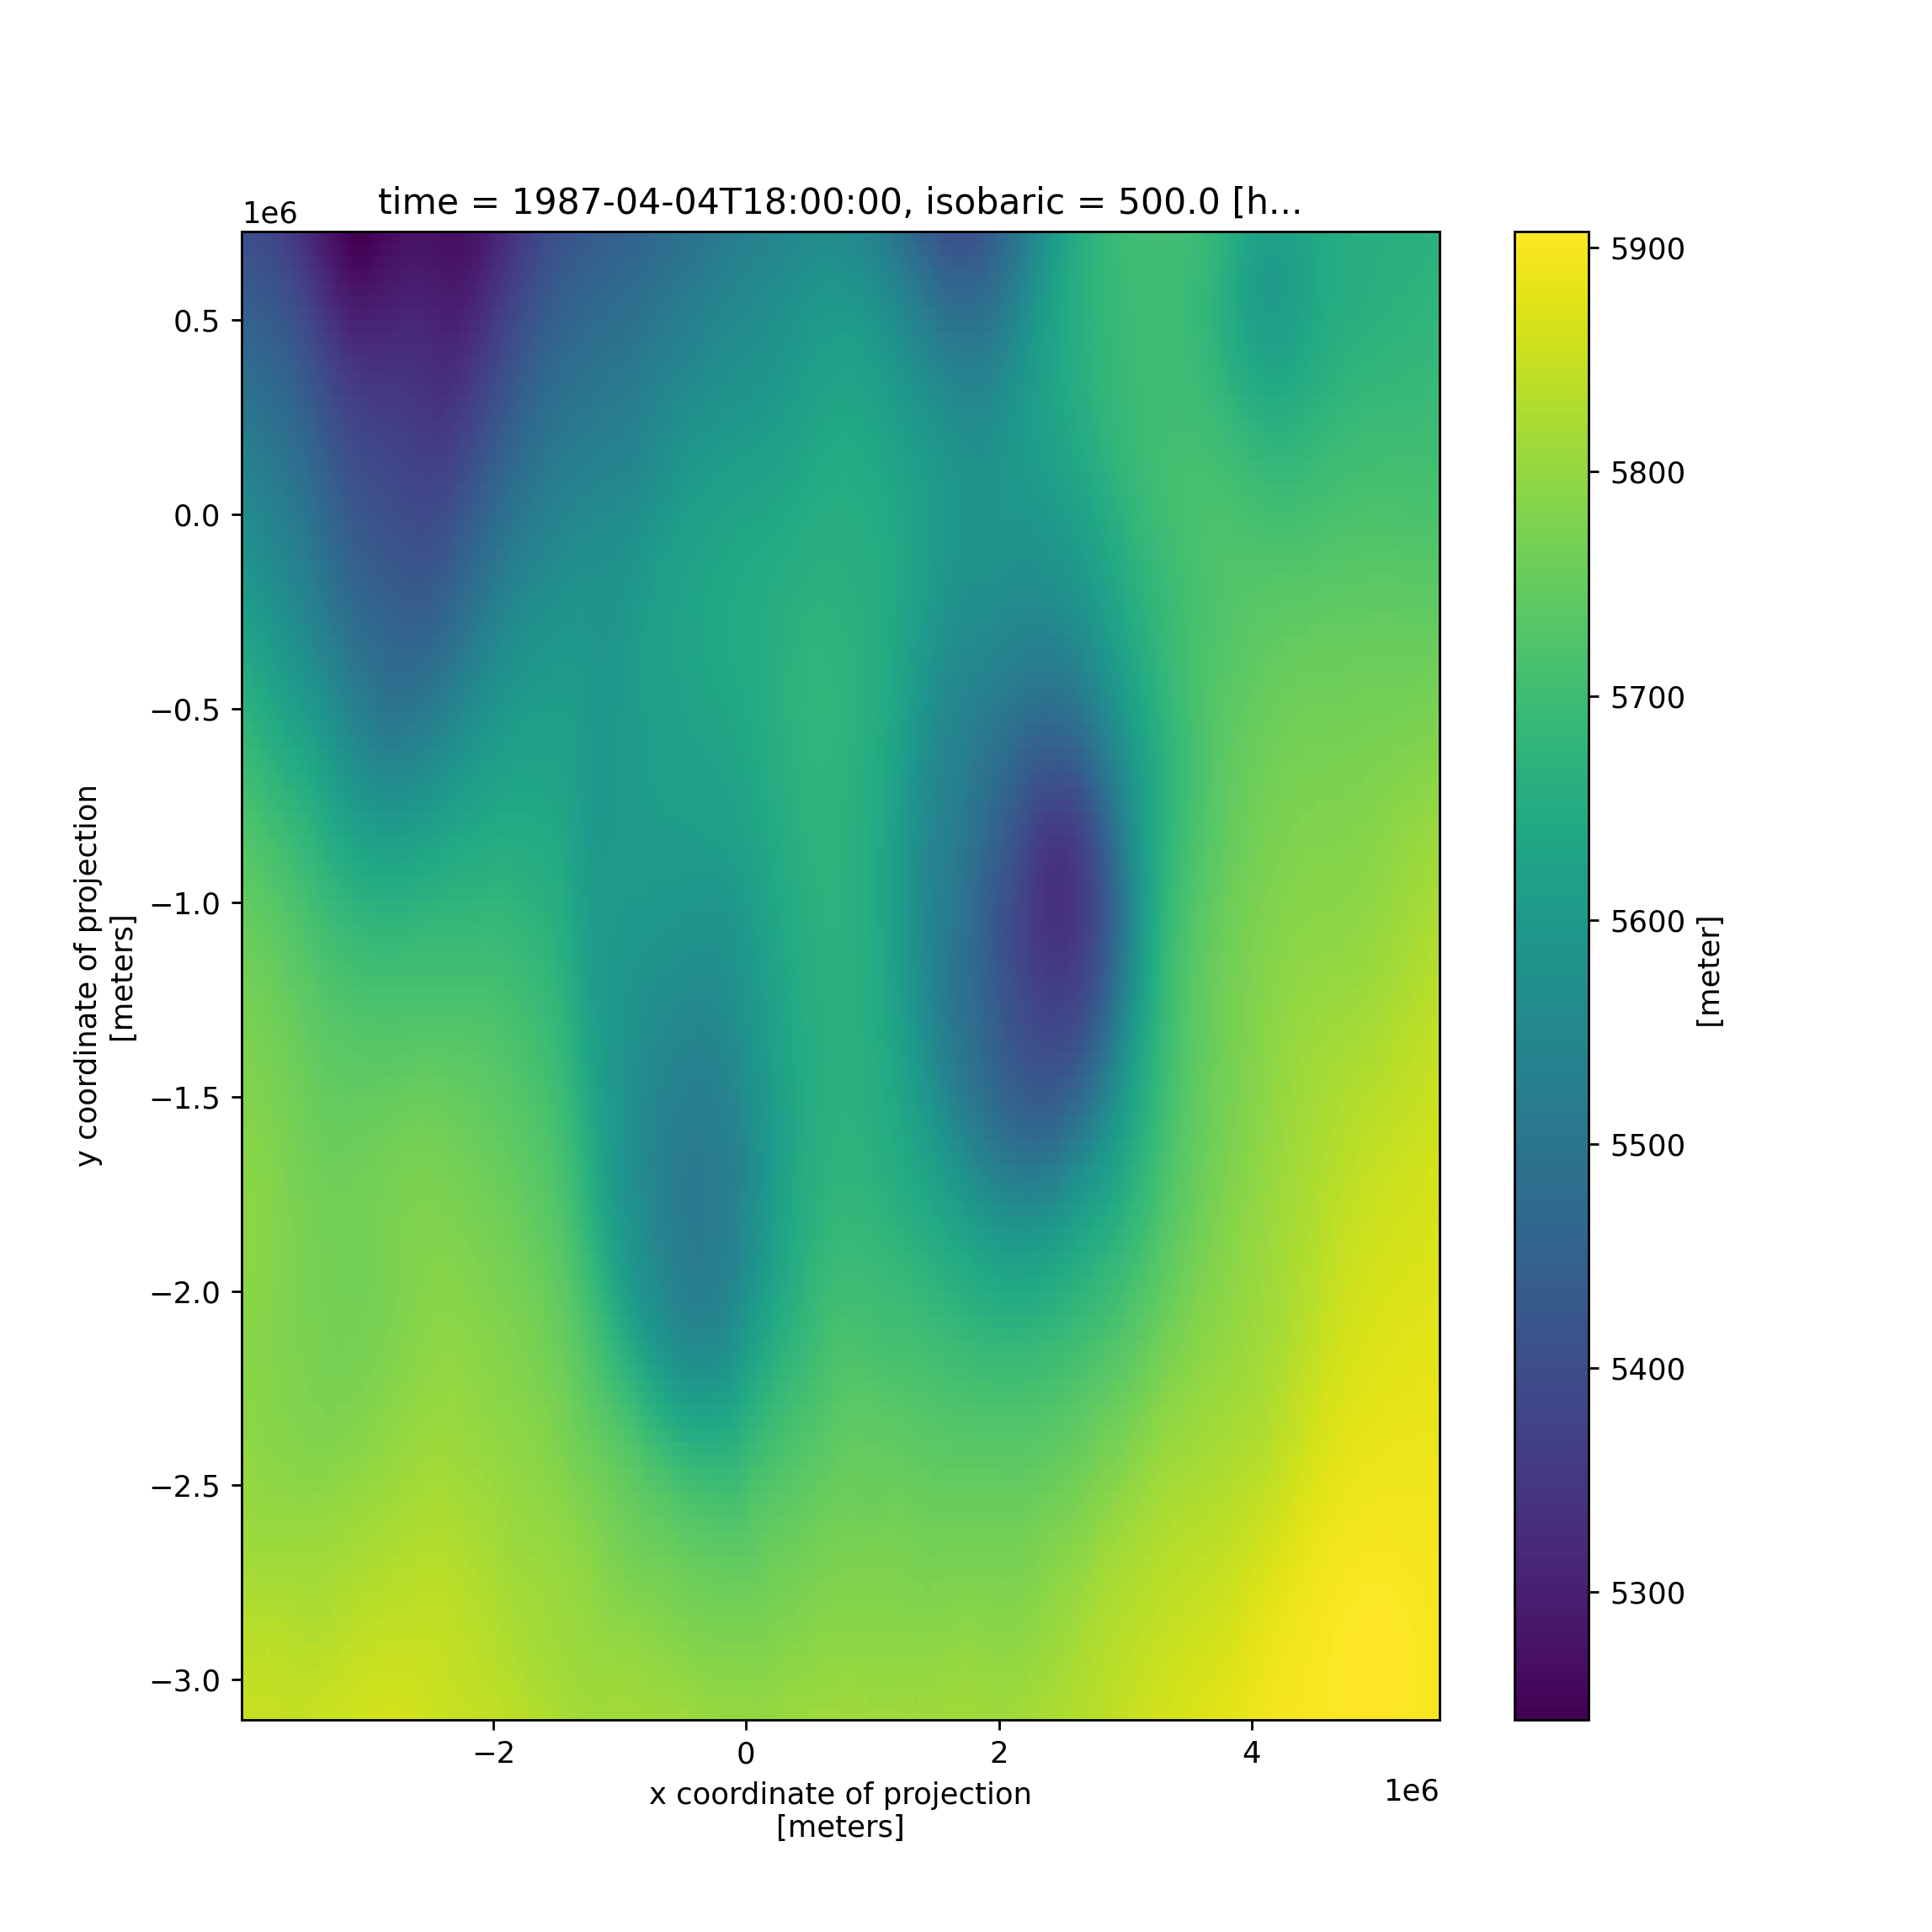 time = 1987-04-04T18:00:00, isobaric = 500.0 [h...
1e6
0.5
0.0
−0.5
−1.0
−1.5
−2.0
−2.5
−3.0
y coordinate of projection
[meters]
−2
0
2
4
1e6
x coordinate of projection
[meters]
5900
5800
5700
5600
5500
5400
5300
[meter]